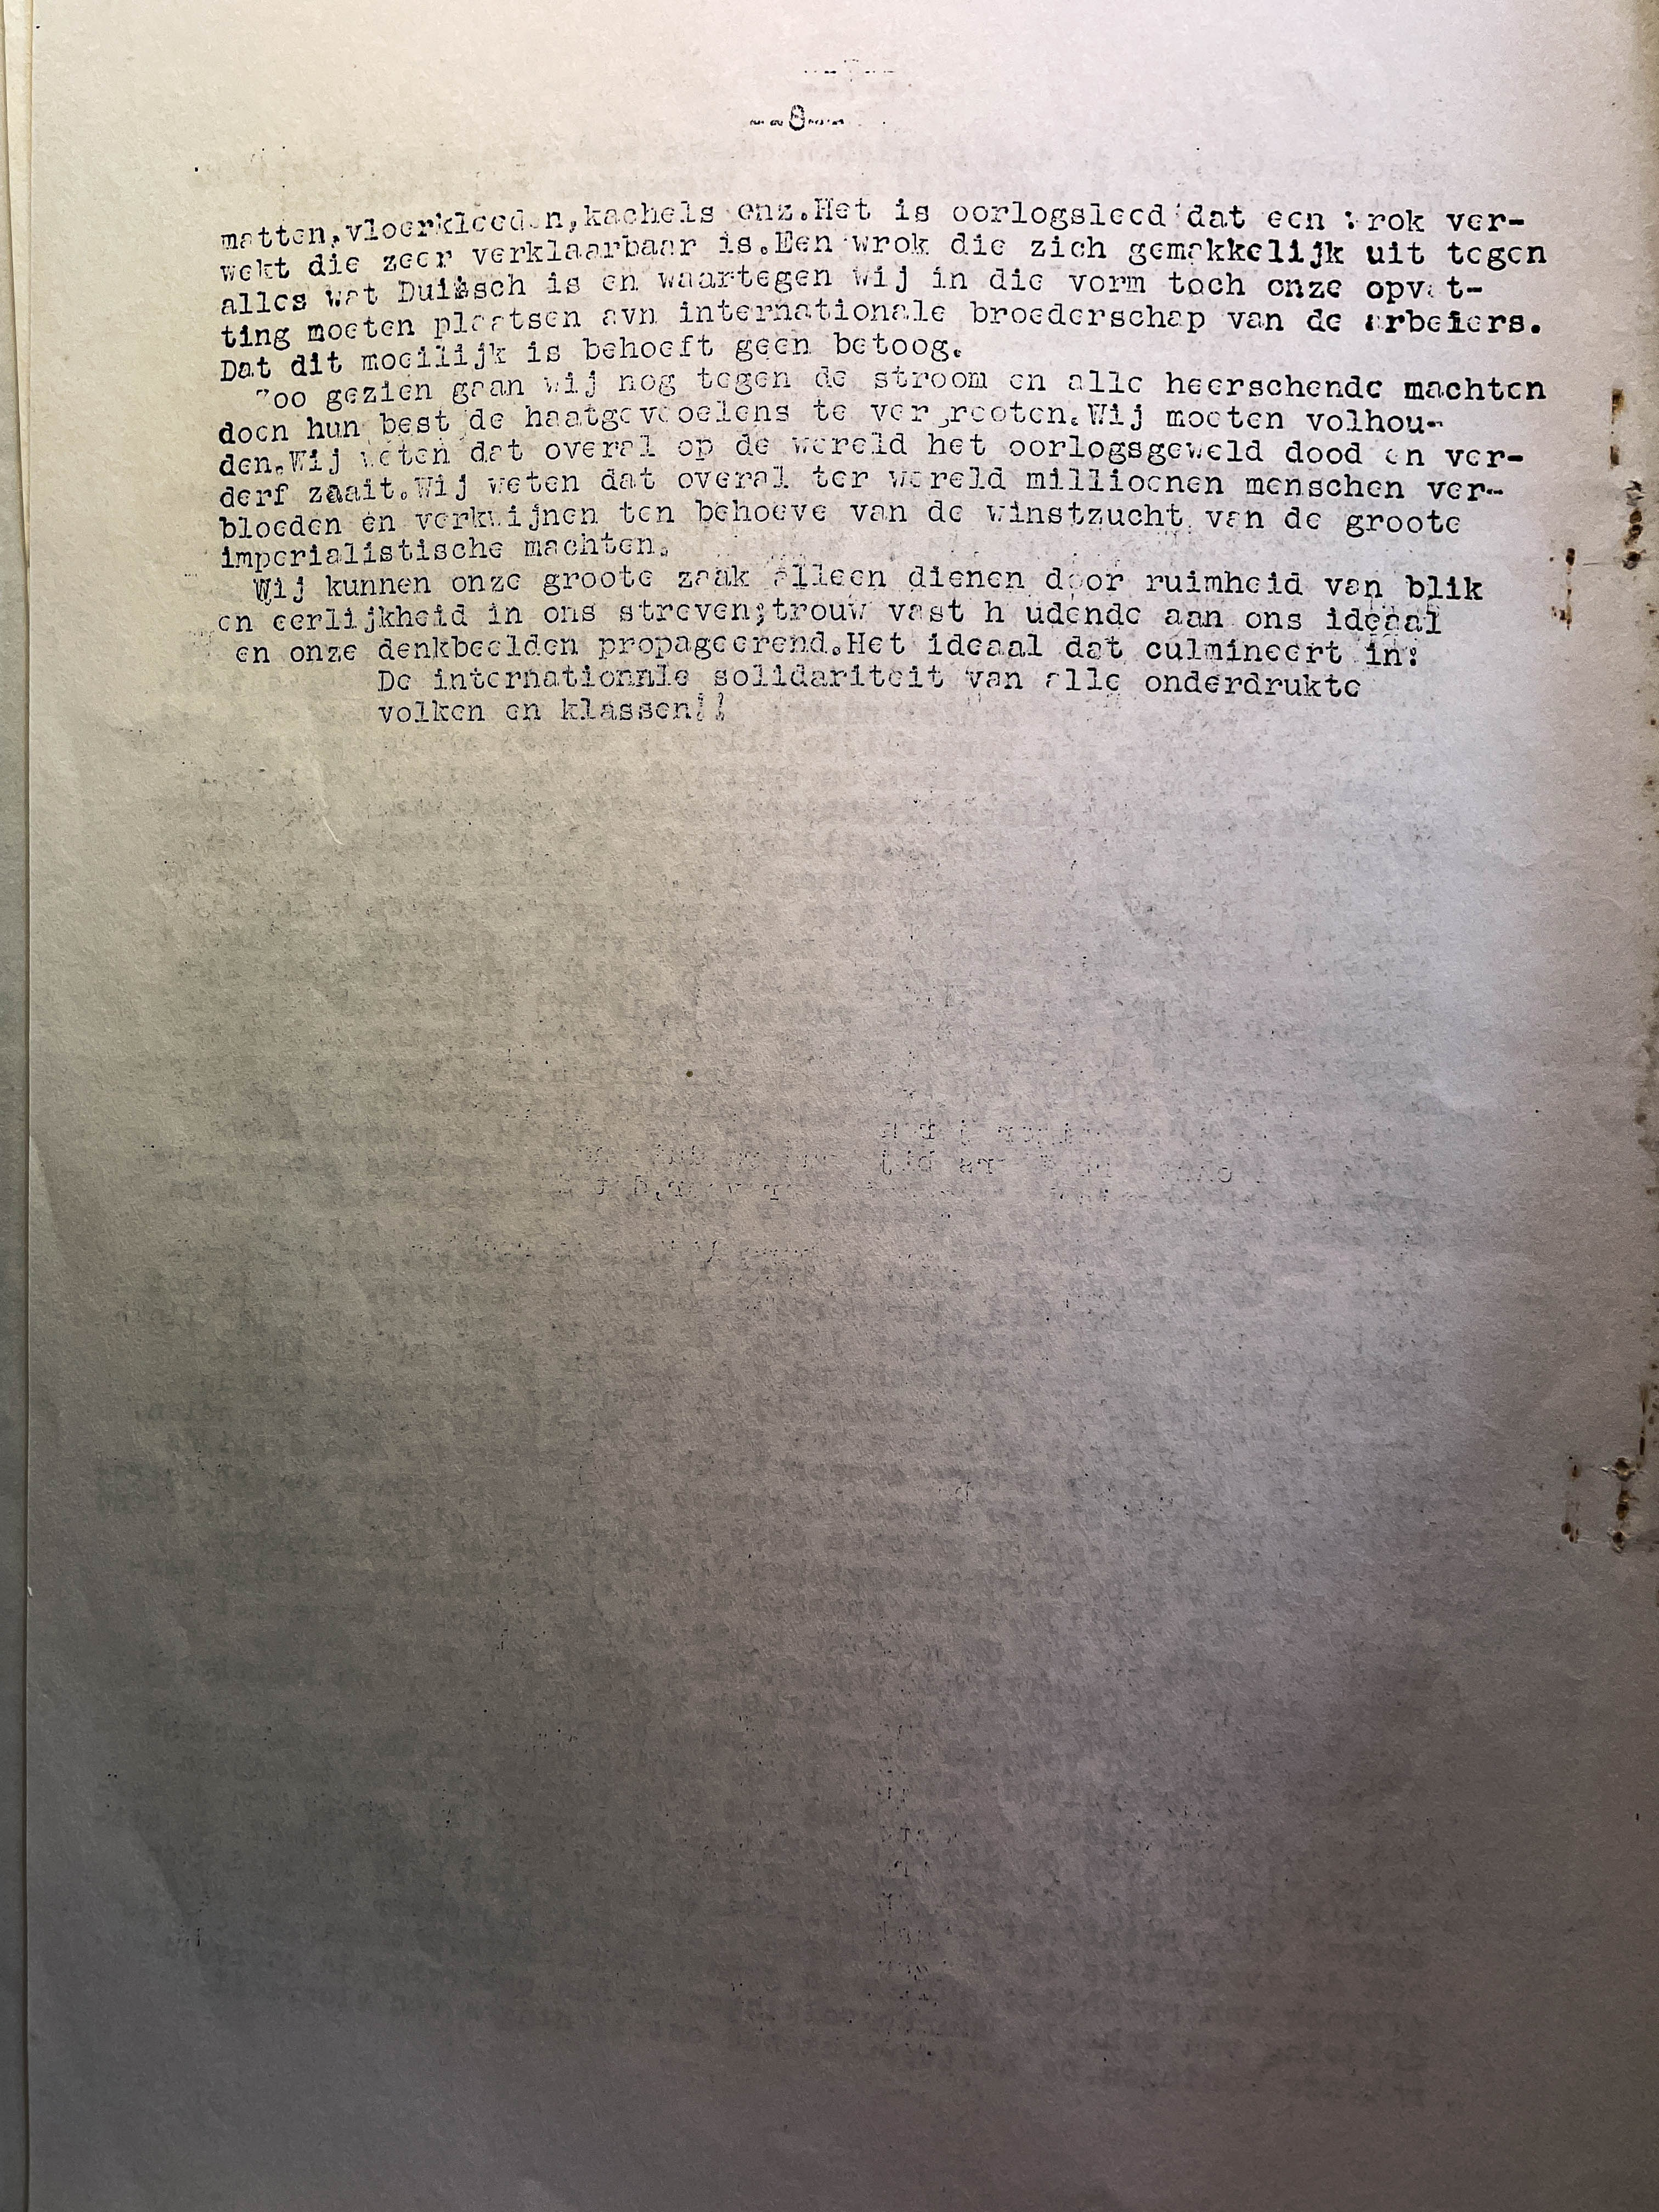 --8--
matten,vloerkleeden,kachels enz.Het is oorlogsleed dat een wrok ver-
wekt die zeer verklaarbaar is.Een wrok die zich gemakkelijk uit tegen
alles wat Duitsch is en waartegen wij in die vorm toch onze opvat-
ting moeten plaatsen avn internationale broederschap van de arbeiers.
Dat dit moeilijk is behoeft geen betoog.
Zoo gezien gaan wij nog tegen de stroom en alle heerschende machten
doen hun best de haatgevoelens te vergrooten.Wij moeten volhou-
den.Wij weten dat overal op de wereld het oorlogsgeweld dood en ver-
derf zaait.Wij weten dat overal ter wereld millioenen menschen ver-
bloeden en verkwijnen ten behoeve van de winstzucht van de groote
imperialistische machten.
Wij kunnen onze groote zaak alleen dienen door ruimheid van blik
en eerlijkheid in ons streven;trouw vast h udende aan ons ideaal
en onze denkbeelden propageerend.Het ideaal dat culmineert in:
De internationale solidariteit van alle onderdrukte
volken en klassen!!